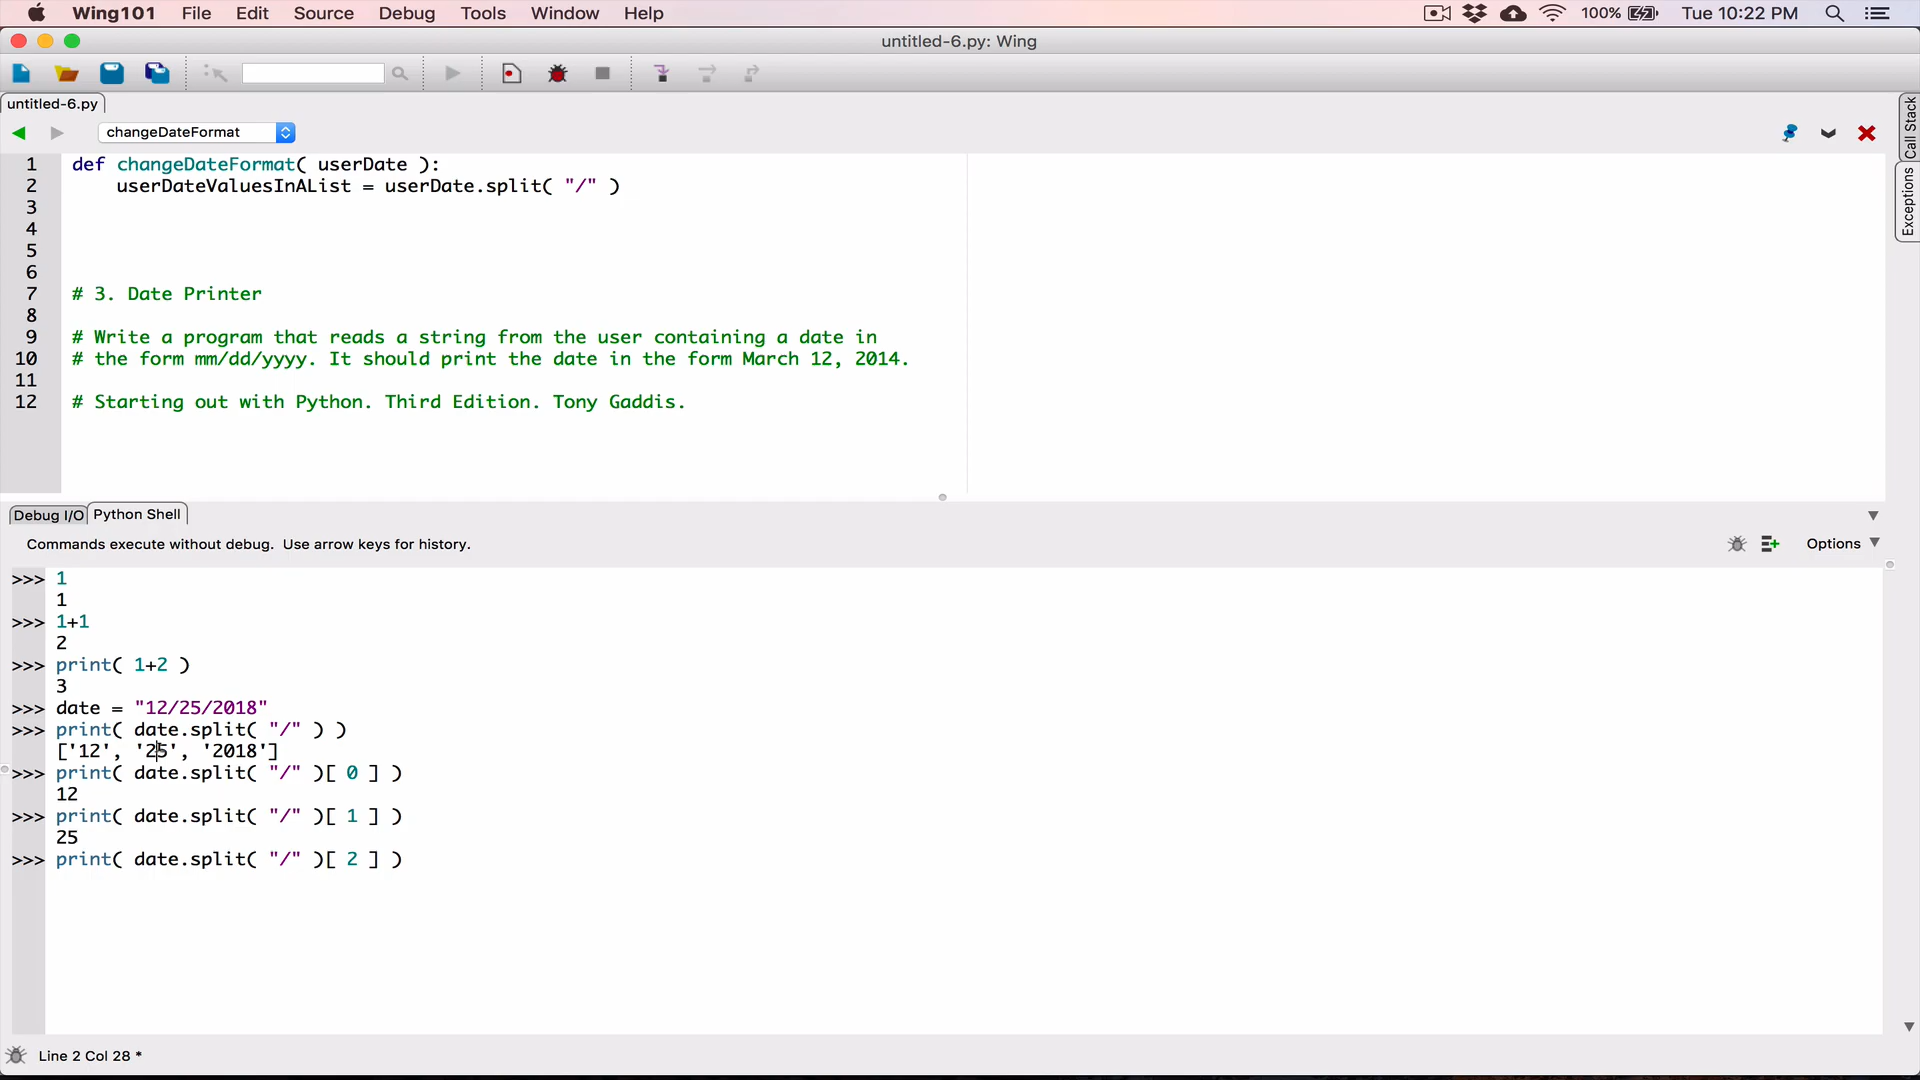 Wing101 File Edit Source Debug Tools Window Help 100% Tue 10:22 PM
untitled-6.py: Wing
untitled-6.py
changeDateFormat
1 def changeDateFormat( userDate ):
2 userDateValuesInAList = userDate.split( "/" )
3
4
5
6
7 # 3. Date Printer
8
9 # Write a program that reads a string from the user containing a date in
10 # the form mm/dd/yyyy. It should print the date in the form March 12, 2014.
11
12 # Starting out with Python. Third Edition. Tony Gaddis.
Call Stack
Exceptions
Debug I/O Python Shell
Commands execute without debug. Use arrow keys for history.
Options
>>> 1
1
>>> 1+1
2
>>> print( 1+2 )
3
>>> date = "12/25/2018"
>>> print( date.split( "/" ) )
['12', '25', '2018']
>>> print( date.split( "/" )[ 0 ] )
12
>>> print( date.split( "/" )[ 1 ] )
25
>>> print( date.split( "/" )[ 2 ] )
Line 2 Col 28 *